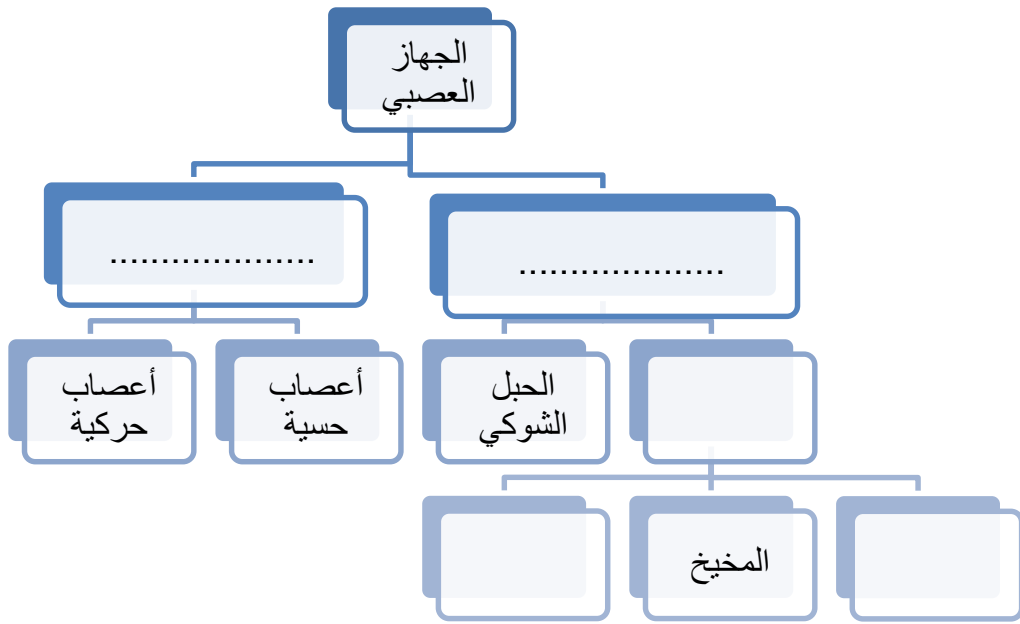 الجهاز
العصبي
....................
....................
الحبل
الشوكي
أعصاب
حسية
أعصاب
حركية
المخيخ